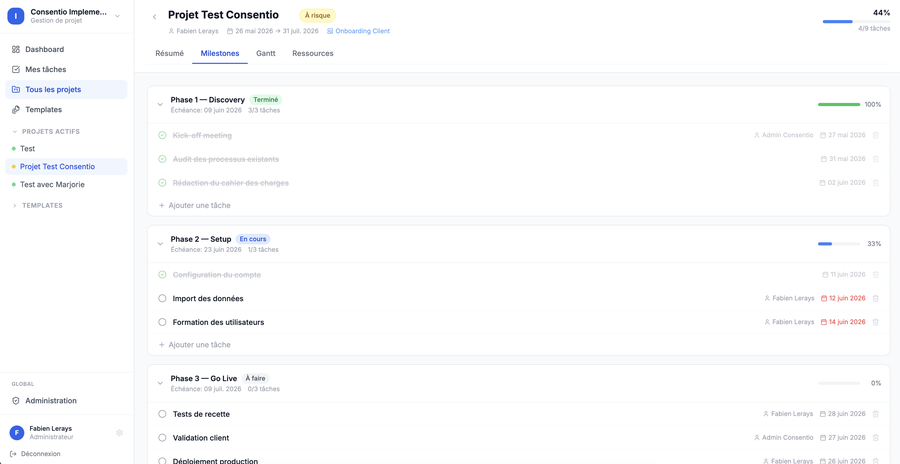 I
Consentio Impleme...
Gestion de projet
Dashboard
Mes tâches
Tous les projets
Templates
PROJETS ACTIFS
Test
Projet Test Consentio
Test avec Marjorie
TEMPLATES
GLOBAL
Administration
F
Fabien Lerays
Administrateur
Déconnexion
Projet Test Consentio À risque
Fabien Lerays 26 mai 2026 → 31 juil. 2026 Onboarding Client
44%
4/9 tâches
Résumé Milestones Gantt Ressources
Phase 1 — Discovery Terminé
Échéance: 09 juin 2026 3/3 tâches
100%
Kick-off meeting Admin Consentio 27 mai 2026
Audit des processus existants 31 mai 2026
Rédaction du cahier des charges 02 juin 2026
+ Ajouter une tâche
Phase 2 — Setup En cours
Échéance: 23 juin 2026 1/3 tâches
33%
Configuration du compte 11 juin 2026
Import des données Fabien Lerays 12 juin 2026
Formation des utilisateurs Fabien Lerays 14 juin 2026
+ Ajouter une tâche
Phase 3 — Go Live À faire
Échéance: 09 juil. 2026 0/3 tâches
0%
Tests de recette Fabien Lerays 28 juin 2026
Validation client Admin Consentio 27 juin 2026
Déploiement production Fabien Lerays 26 juin 2026